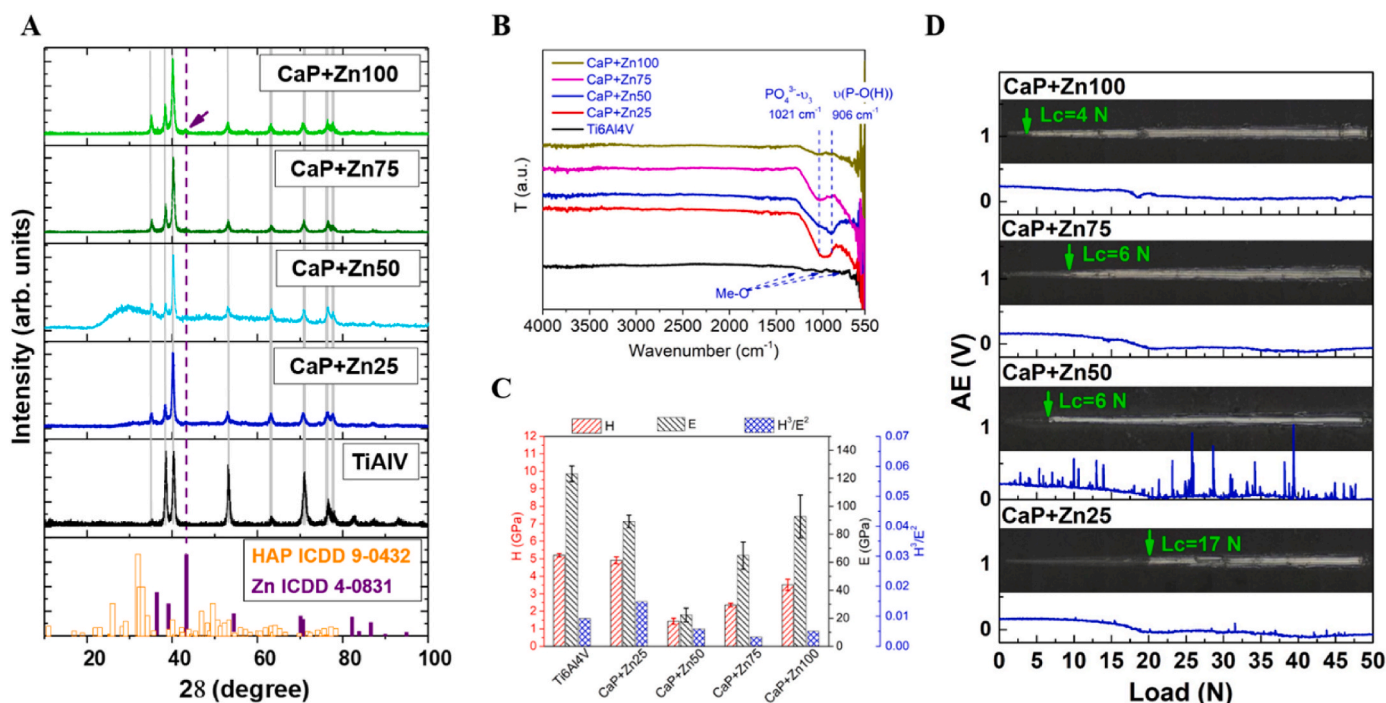 A
CaP+Zn100
CaP+Zn75
CaP+Zn50
CaP+Zn25
TiAlV
HAP ICDD 9-0432
Zn ICDD 4-0831
Intensity (arb. units)
20 40 60 80 100
2θ (degree)
B
CaP+Zn100
CaP+Zn75
CaP+Zn50
CaP+Zn25
Ti6Al4V
PO₄³⁻-υ₃
1021 cm⁻¹
υ(P-O(H))
906 cm⁻¹
Me-O
T (a.u.)
4000 3500 3000 2500 2000 1500 1000 550
Wavenumber (cm⁻¹)
C
H E H³/E²
12 11 10 9 8 7 6 5 4 3 2 1 0
H (GPa)
140 120 100 80 60 40 20 0
E (GPa)
0.07 0.06 0.05 0.04 0.03 0.02 0.01 0.00
H³/E²
Ti6Al4V CaP+Zn25 CaP+Zn50 CaP+Zn75 CaP+Zn100
D
CaP+Zn100
Lc=4 N
1
0
CaP+Zn75
Lc=6 N
1
0
CaP+Zn50
Lc=6 N
1
0
CaP+Zn25
Lc=17 N
1
0
AE (V)
0 5 10 15 20 25 30 35 40 45 50
Load (N)